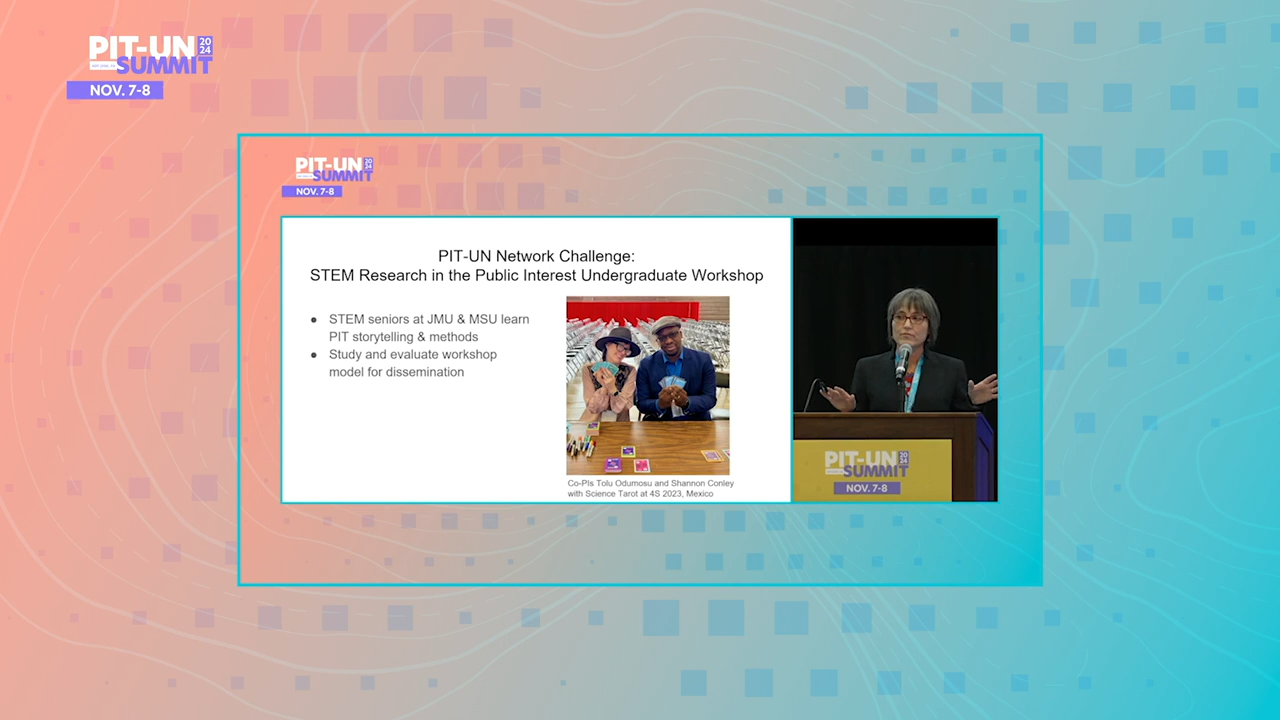 PIT-UN 2024
SUMMIT
NOV. 7-8
PIT-UN 2024
SUMMIT
NOV. 7-8
PIT-UN Network Challenge:
STEM Research in the Public Interest Undergraduate Workshop
● STEM seniors at JMU & MSU learn
PIT storytelling & methods
● Study and evaluate workshop
model for dissemination
Co-PIs Tolu Odumosu and Shannon Conley
with Science Tarot at 4S 2023, Mexico
PIT-UN 2024
SUMMIT
NOV. 7-8